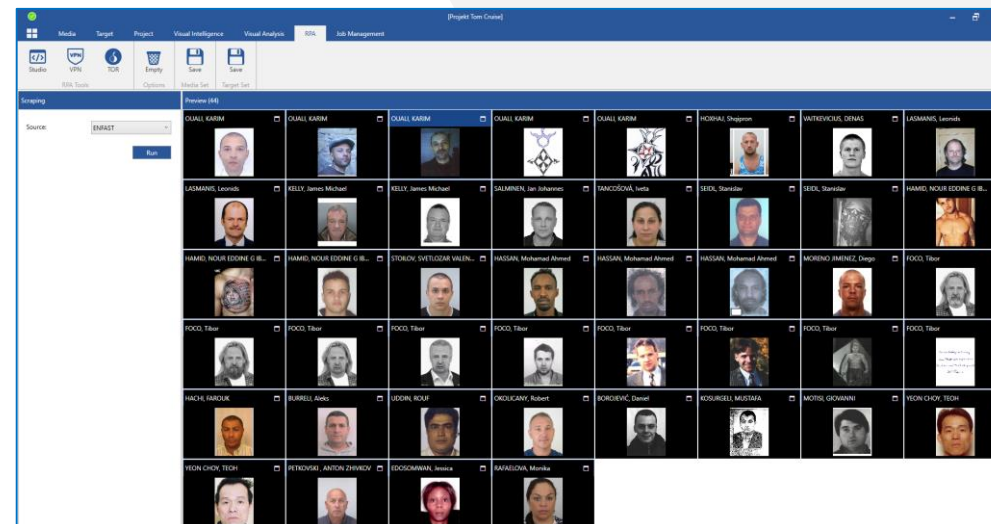 [Projekt Tom Cruise]
Media Target Project Visual Intelligence Visual Analysis RPA Job Management
Studio VPN TOR Empty Save Save
RPA Tools Options Media Set Target Set
Scraping Preview (44)
Source: ENFAST
Run
OUALI, KARIM OUALI, KARIM OUALI, KARIM OUALI, KARIM OUALI, KARIM HOXHAJ, Shqipron VAITKEVICIUS, DENAS LASMANIS, Leonids
LASMANIS, Leonids KELLY, James Michael KELLY, James Michael SALMINEN, Jan Johannes TANCOŠOVÁ, Iveta SEIDL, Stanislav SEIDL, Stanislav HAMID, NOUR EDDINE G IB...
HAMID, NOUR EDDINE G IB... HAMID, NOUR EDDINE G IB... STOILOV, SVETLOZAR VALEN... HASSAN, Mohamad Ahmed HASSAN, Mohamad Ahmed HASSAN, Mohamad Ahmed MORENO JIMENEZ, Diego FOCO, Tibor
FOCO, Tibor FOCO, Tibor FOCO, Tibor FOCO, Tibor FOCO, Tibor FOCO, Tibor FOCO, Tibor FOCO, Tibor
HACHI, FAROUK BURRELI, Aleks UDDIN, ROUF OKOLICANY, Robert BORDJEVIĆ, Daniel KOSURGELI, MUSTAFA MOTISI, GIOVANNI YEON CHOY, TEOH
YEON CHOY, TEOH PETKOVSKI , ANTON ZHIVKOV EDOSOMWAN, Jessica RAFAELOVA, Monika